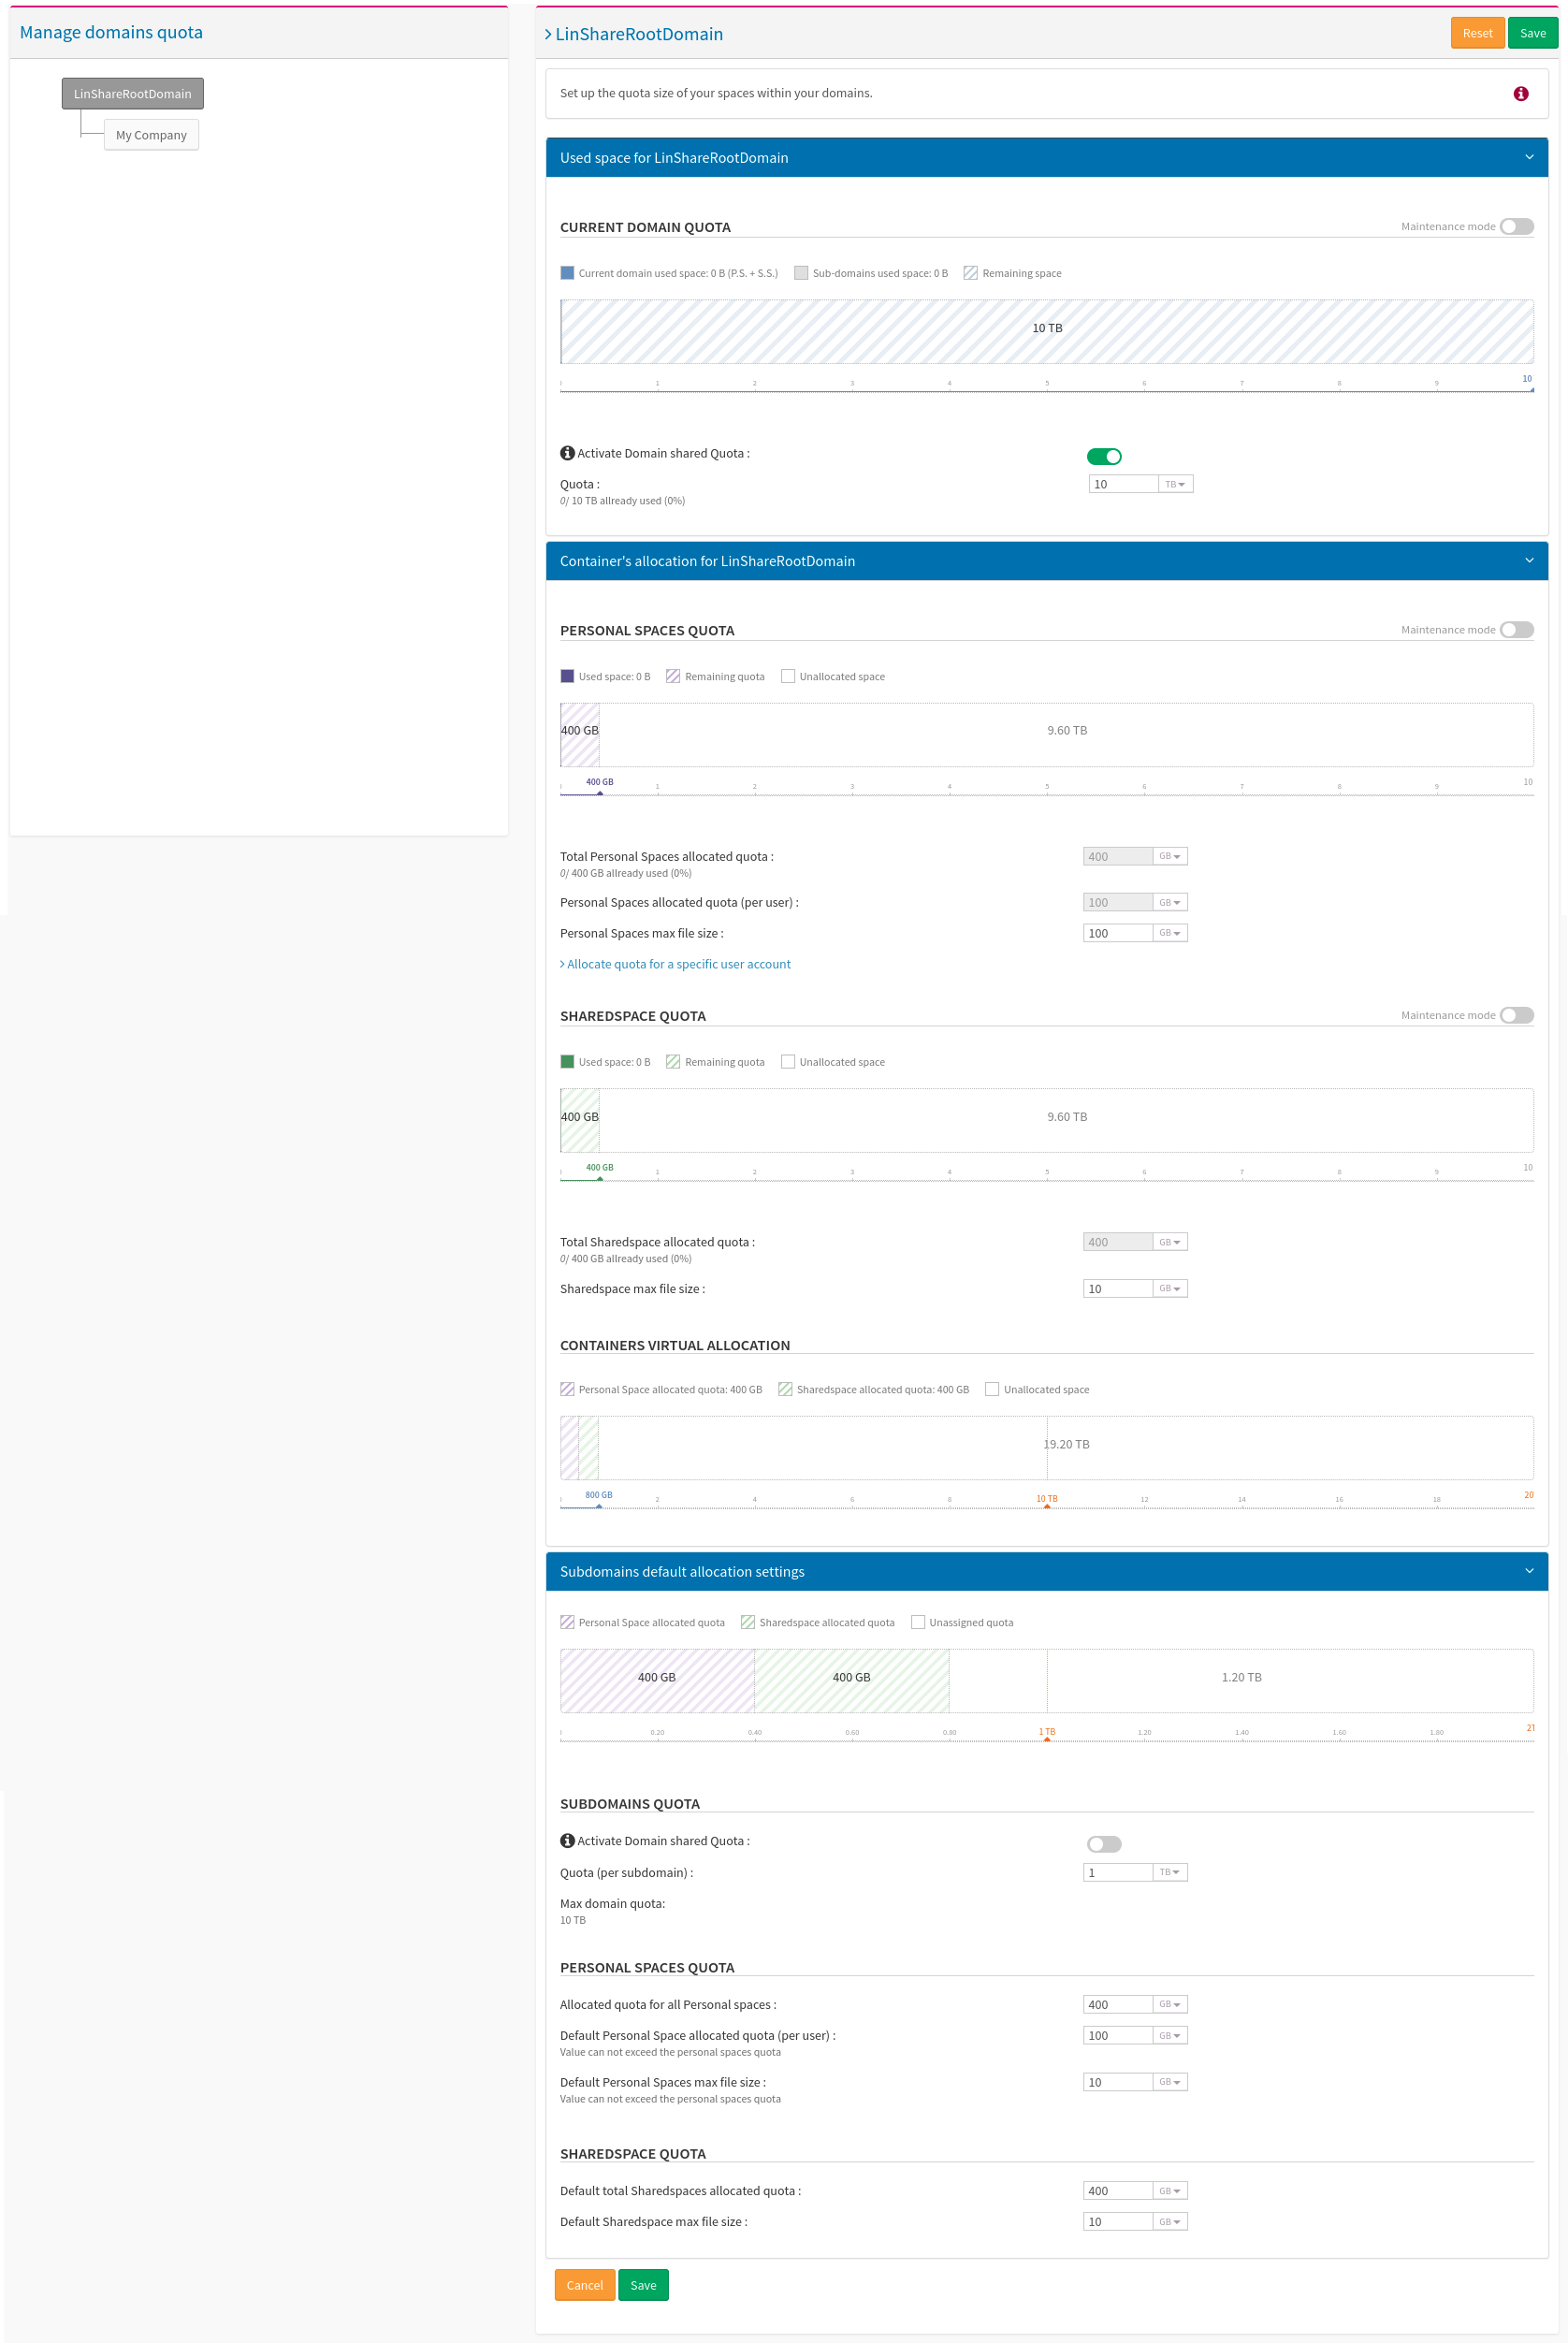 Manage domains quota
LinShareRootDomain
My Company
LinShareRootDomain
Reset
Save
Set up the quota size of your spaces within your domains.
Used space for LinShareRootDomain
CURRENT DOMAIN QUOTA
Maintenance mode
Current domain used space: 0 B (P.S. + S.S.)
Sub-domains used space: 0 B
Remaining space
10 TB
1 2 3 4 5 6 7 8 9 10
Activate Domain shared Quota :
Quota :
10 TB
0/ 10 TB allready used (0%)
Container's allocation for LinShareRootDomain
PERSONAL SPACES QUOTA
Maintenance mode
Used space: 0 B
Remaining quota
Unallocated space
400 GB
9.60 TB
400 GB 1 2 3 4 5 6 7 8 9 10
Total Personal Spaces allocated quota :
400 GB
0/ 400 GB allready used (0%)
Personal Spaces allocated quota (per user) :
100 GB
Personal Spaces max file size :
100 GB
Allocate quota for a specific user account
SHAREDSPACE QUOTA
Maintenance mode
Used space: 0 B
Remaining quota
Unallocated space
400 GB
9.60 TB
400 GB 1 2 3 4 5 6 7 8 9 10
Total Sharedspace allocated quota :
400 GB
0/ 400 GB allready used (0%)
Sharedspace max file size :
10 GB
CONTAINERS VIRTUAL ALLOCATION
Personal Space allocated quota: 400 GB
Sharedspace allocated quota: 400 GB
Unallocated space
19.20 TB
800 GB 2 4 6 8 10 TB 12 14 16 18 20
Subdomains default allocation settings
Personal Space allocated quota
Sharedspace allocated quota
Unassigned quota
400 GB
400 GB
1.20 TB
0.20 0.40 0.60 0.80 1 TB 1.20 1.40 1.60 1.80
SUBDOMAINS QUOTA
Activate Domain shared Quota :
Quota (per subdomain) :
1 TB
Max domain quota:
10 TB
PERSONAL SPACES QUOTA
Allocated quota for all Personal spaces :
400 GB
Default Personal Space allocated quota (per user) :
100 GB
Value can not exceed the personal spaces quota
Default Personal Spaces max file size :
10 GB
Value can not exceed the personal spaces quota
SHAREDSPACE QUOTA
Default total Sharedspaces allocated quota :
400 GB
Default Sharedspace max file size :
10 GB
Cancel
Save